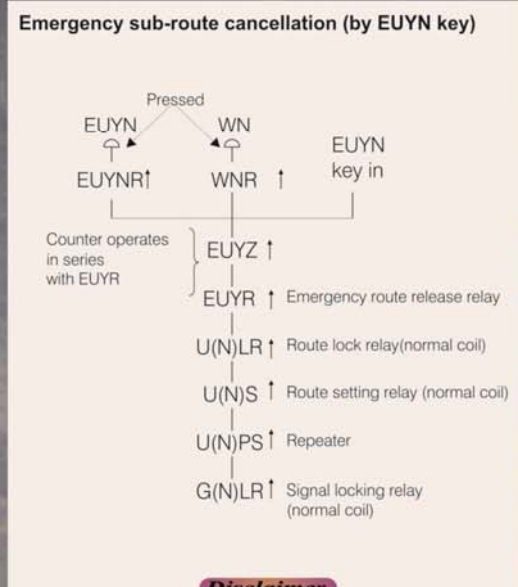 Emergency sub-route cancellation (by EUYN key)
Pressed
EUYN WN
EUYN
key in
EUYNR↑ WNR ↑
Counter operates
in series
with EUYR
EUYZ ↑
EUYR ↑ Emergency route release relay
U(N)LR↑ Route lock relay(normal coil)
U(N)S ↑ Route setting relay (normal coil)
U(N)PS↑ Repeater
G(N)LR↑ Signal locking relay
(normal coil)
Disclaimer